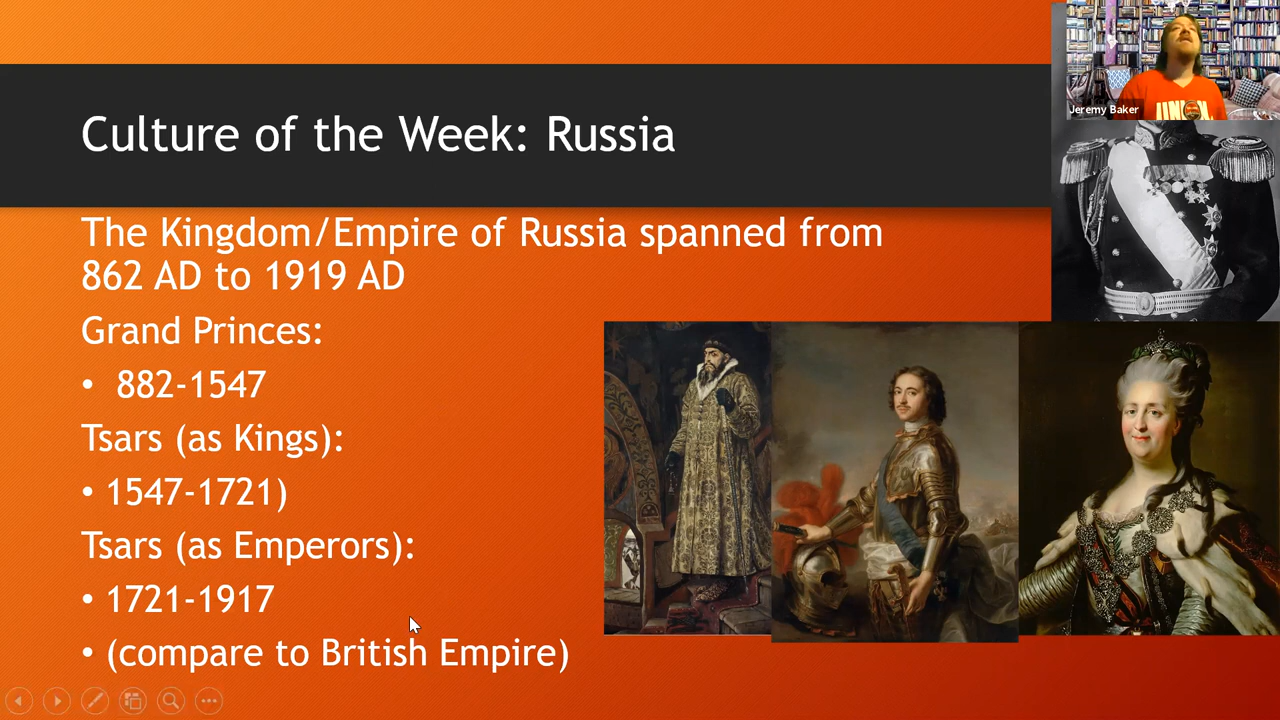 Culture of the Week: Russia
The Kingdom/Empire of Russia spanned from
862 AD to 1919 AD
Grand Princes:
• 882-1547
Tsars (as Kings):
• 1547-1721)
Tsars (as Emperors):
• 1721-1917
• (compare to British Empire)
Jeremy Baker